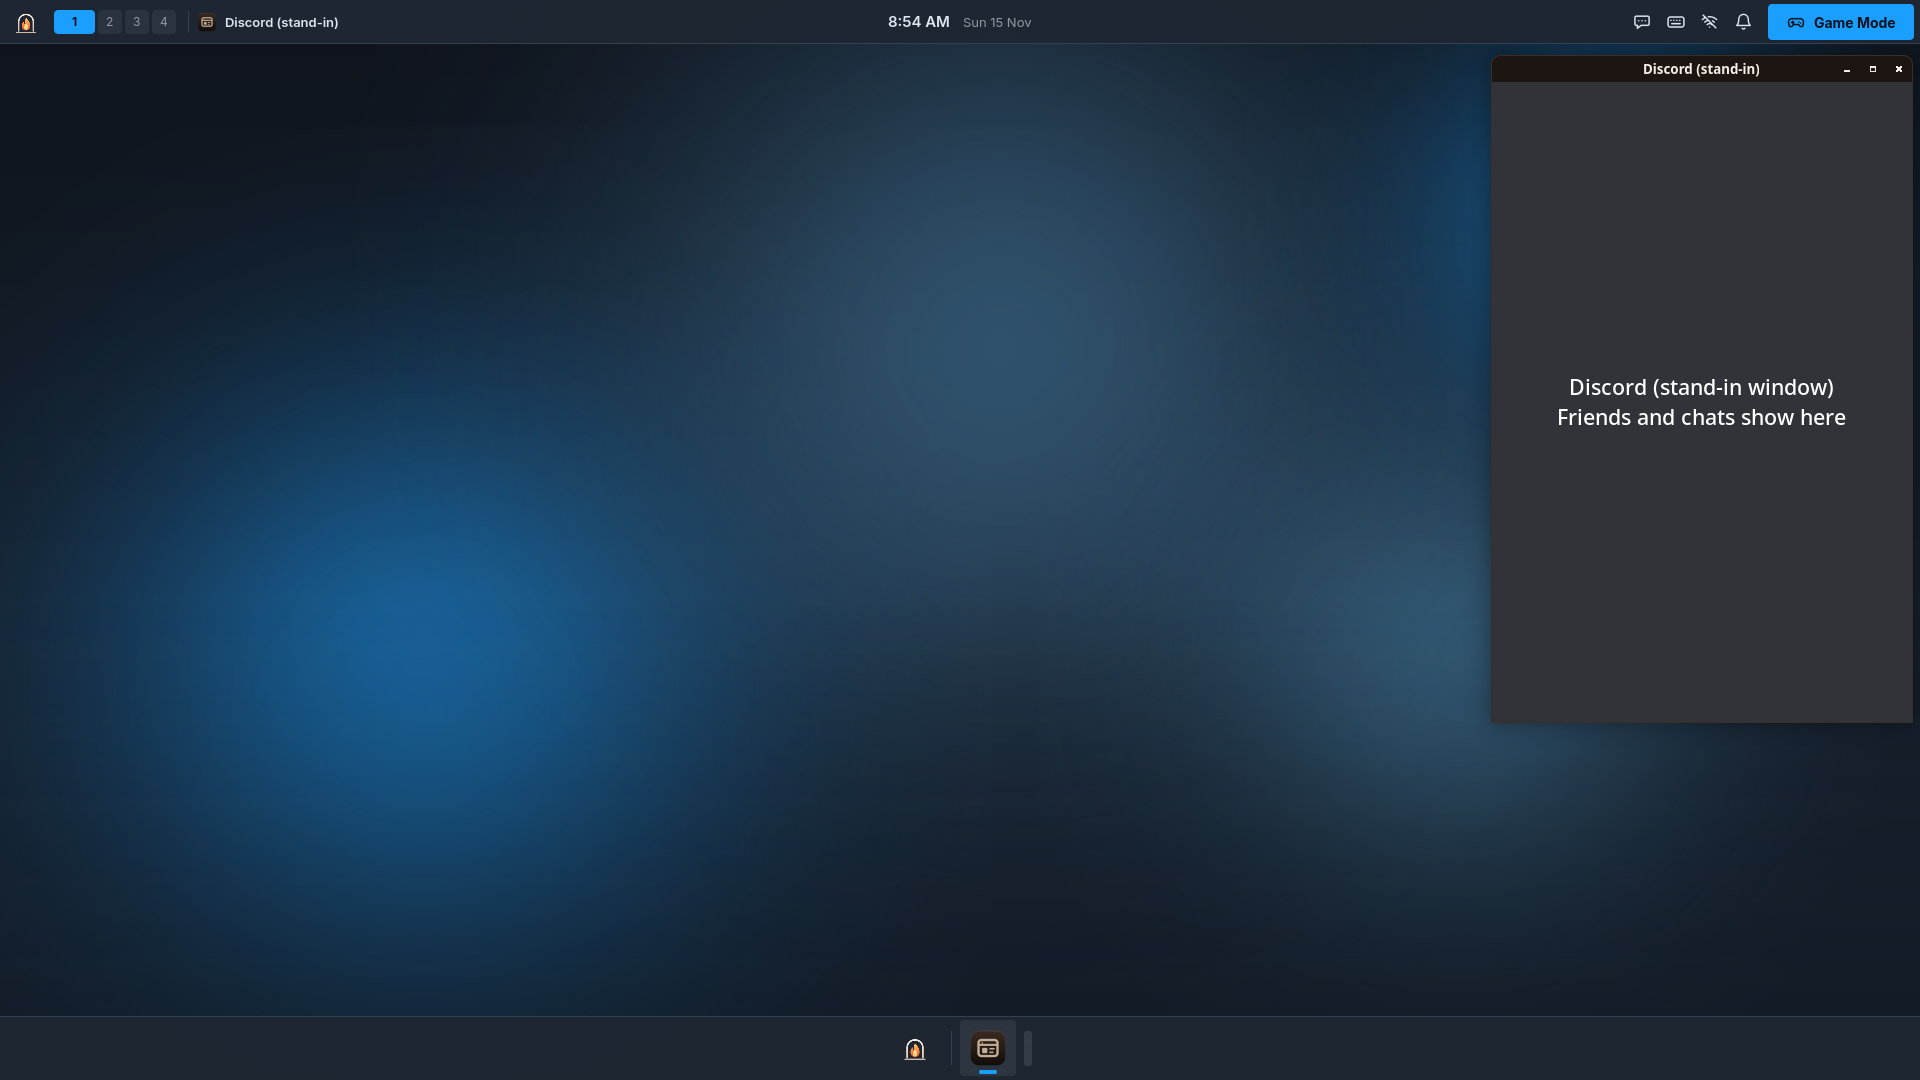 1 2 3 4 Discord (stand-in) 8:54 AM Sun 15 Nov Game Mode
Discord (stand-in)
Discord (stand-in window)
Friends and chats show here